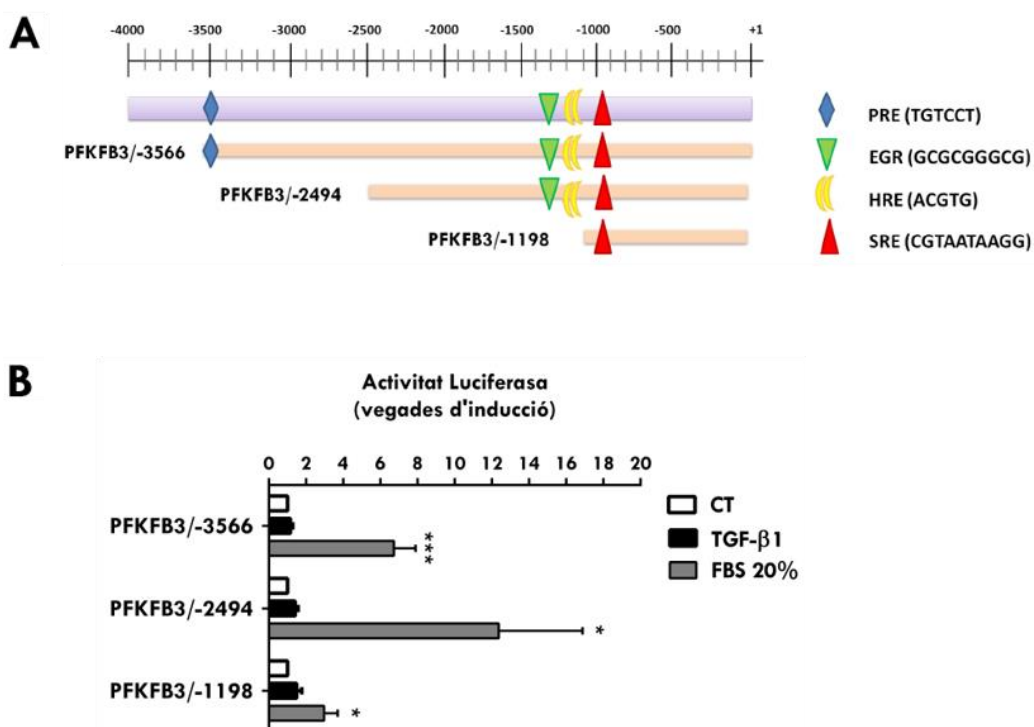 A
-4000 -3500 -3000 -2500 -2000 -1500 -1000 -500 +1
PFKFB3/-3566
PFKFB3/-2494
PFKFB3/-1198
PRE (TGTCCT)
EGR (GCGCGGGCG)
HRE (ACGTG)
SRE (CGTAATAAGG)
B
Activitat Luciferasa
(vegades d'inducció)
0 2 4 6 8 10 12 14 16 18 20
PFKFB3/-3566
***
PFKFB3/-2494
*
PFKFB3/-1198
*
CT
TGF-β1
FBS 20%